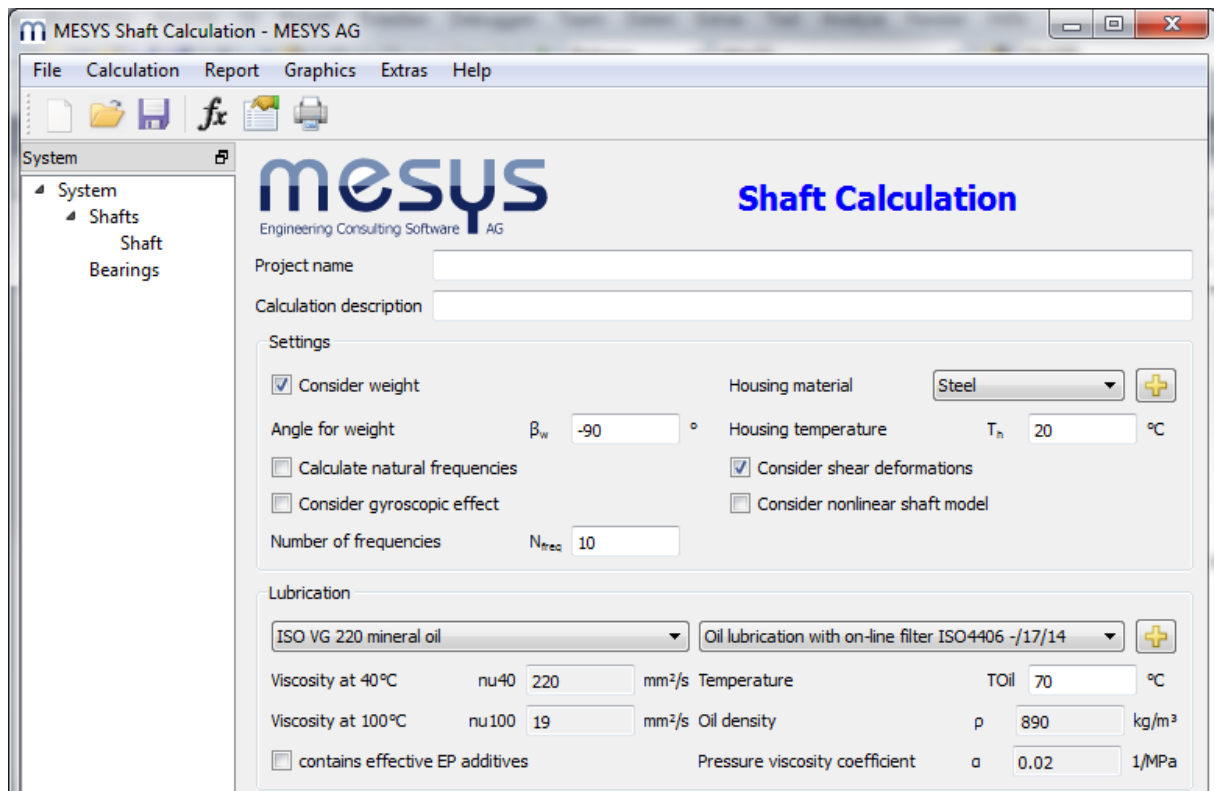 MESYS Shaft Calculation - MESYS AG
File Calculation Report Graphics Extras Help
fx
System
System
Shafts
Shaft
Bearings
mesys
Engineering Consulting Software AG
Shaft Calculation
Project name
Calculation description
Settings
Consider weight Housing material Steel
Angle for weight βw -90 ° Housing temperature Th 20 °C
Calculate natural frequencies Consider shear deformations
Consider gyroscopic effect Consider nonlinear shaft model
Number of frequencies Nfreq 10
Lubrication
ISO VG 220 mineral oil Oil lubrication with on-line filter ISO4406 -/17/14
Viscosity at 40°C nu40 220 mm²/s Temperature TOil 70 °C
Viscosity at 100°C nu100 19 mm²/s Oil density ρ 890 kg/m³
contains effective EP additives Pressure viscosity coefficient α 0.02 1/MPa